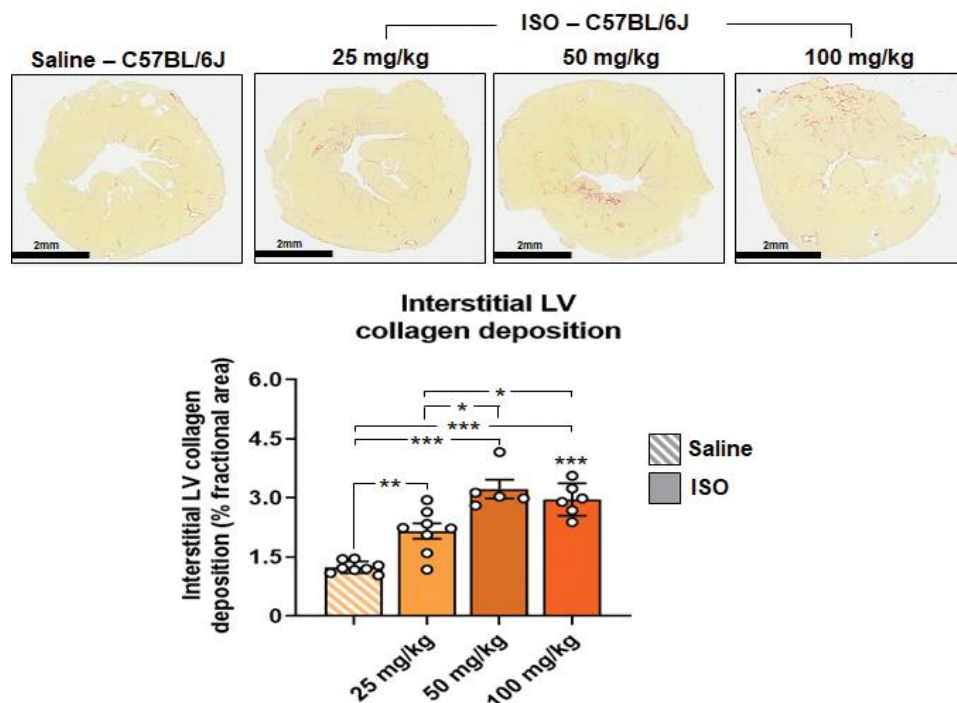 ISO – C57BL/6J
Saline – C57BL/6J
25 mg/kg
50 mg/kg
100 mg/kg
2mm
2mm
2mm
2mm
Interstitial LV
collagen deposition
Interstitial LV collagen
deposition (% fractional area)
6.0
4.5
3.0
1.5
0
*
*
***
***
**
***
Saline
ISO
25 mg/kg
50 mg/kg
100 mg/kg